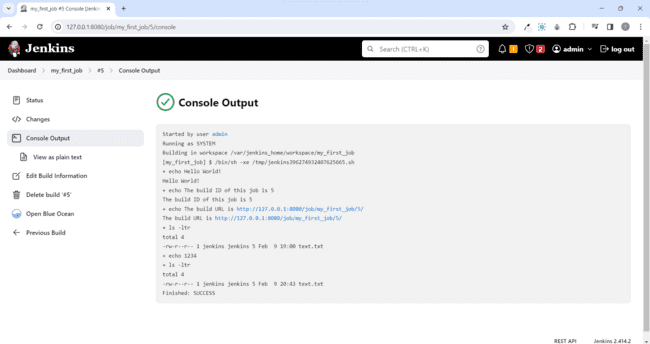 my_first_job #5 Console [Jenkin
127.0.0.1:8080/job/my_first_job/5/console
Jenkins
Search (CTRL+K)
1
2
admin
log out
Dashboard
my_first_job
#5
Console Output
Status
Changes
Console Output
View as plain text
Edit Build Information
Delete build '#5'
Open Blue Ocean
Previous Build
Console Output
Started by user admin
Running as SYSTEM
Building in workspace /var/jenkins_home/workspace/my_first_job
[my_first_job] $ /bin/sh -xe /tmp/jenkins3962749324 07625665.sh
+ echo Hello World!
Hello World!
+ echo The build ID of this job is 5
The build ID of this job is 5
+ echo The build URL is http://127.0.0.1:8080/job/my_first_job/5/
The build URL is http://127.0.0.1:8080/job/my_first_job/5/
+ ls -ltr
total 4
-rw-r--r-- 1 jenkins jenkins 5 Feb  9 19:00 text.txt
+ echo 1234
+ ls -ltr
total 4
-rw-r--r-- 1 jenkins jenkins 5 Feb  9 20:43 text.txt
Finished: SUCCESS
REST API
Jenkins 2.414.2